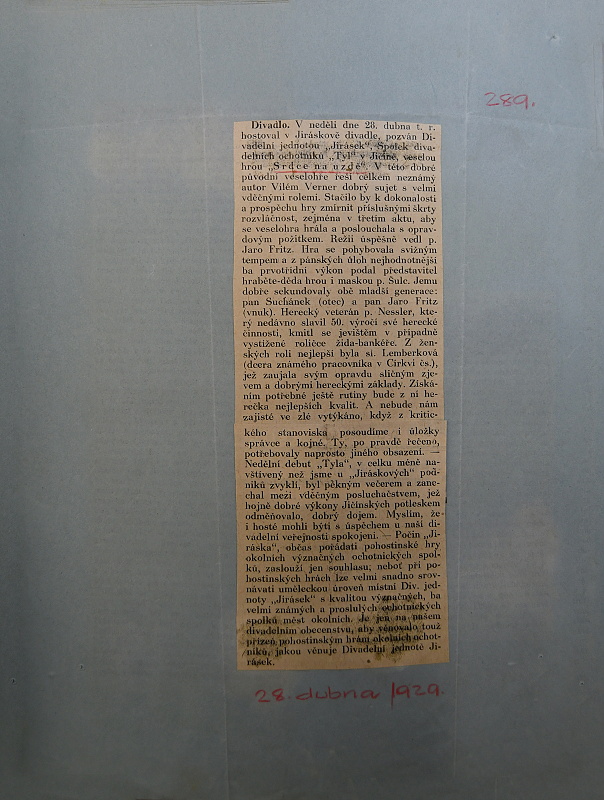 289.
Divadlo. V neděli dne 28. dubna t. r.
hostoval v Jiráskově divadle, pozván Di-
vadelní jednotou „Jirásek“, Spolek diva-
delních ochotníků „Tyl“ v Jičíně, veselou
hrou „Srdce na uzdě“. V této dobré
původní veselohře řeší celkem neznámý
autor Vilém Verner dobrý sujet s velmi
vděčnými rolemi. Stačilo by k dokonalosti
a prospěchu hry zmírnit příslušnými škrty
rozvláčnost, zejména v třetím aktu, aby
se veselohra hrála a poslouchala s oprav-
dovým požitkem. Režii úspěšně vedl p.
Jaro Fritz. Hra se pohybovala svižným
tempem a z pánských úloh nejhodnotnější
ba prvotřídní výkon podal představitel
hraběte-děda hrou i maskou p. Šulc. Jemu
dobře sekundovaly obě mladší generace:
pan Suchánek (otec) a pan Jaro Fritz
(vnuk). Herecký veterán p. Nessler, kte-
rý nedávno slavil 50. výročí své herecké
činnosti, kmitl se jevištěm v případně
vystižené roličce žida-bankéře. Z žen-
ských rolí nejlepší byla sl. Lemberková
(dcera známého pracovníka v Církvi čs.),
jež zaujala svým opravdu sličným zje-
vem a dobrými hereckými základy. Získá-
ním potřebné ještě rutiny bude z ní he-
rečka nejlepších kvalit. A nebude nám
zajisté ve zlé vytýkáno, když z kritic-
kého stanoviska posoudíme i úložky
správce a kojné. Ty, po pravdě řečeno,
potřebovaly naprosto jiného obsazení. —
Nedělní debut „Tyla“, v celku méně na-
vštívený než jsme u „Jiráskových“ pod-
niků zvyklí, byl pěkným večerem a zane-
chal mezi vděčným posluchačstvem, jež
hojně dobré výkony Jičínských potleskem
odměňovalo, dobrý dojem. Myslím, že
i hosté mohli býti s úspěchem u naší di-
vadelní veřejnosti spokojeni. — Počin „Ji-
ráska“, občas pořádati pohostinské hry
okolních význačných ochotnických spol-
ků, zaslouží jen souhlasu, neboť při po-
hostinských hrách lze velmi snadno srov-
návati uměleckou úroveň místní Div. jed-
noty „Jirásek“ s kvalitou význačných, ba
velmi známých a proslulých ochotnických
spolků měst okolních. Je jen na našem
divadelním obecenstvu, aby věnovalo touž
přízeň pohostinským hrám okolních ochot-
níků, jakou věnuje Divadelní jednotě Ji-
rásek.
28. dubna 1929.